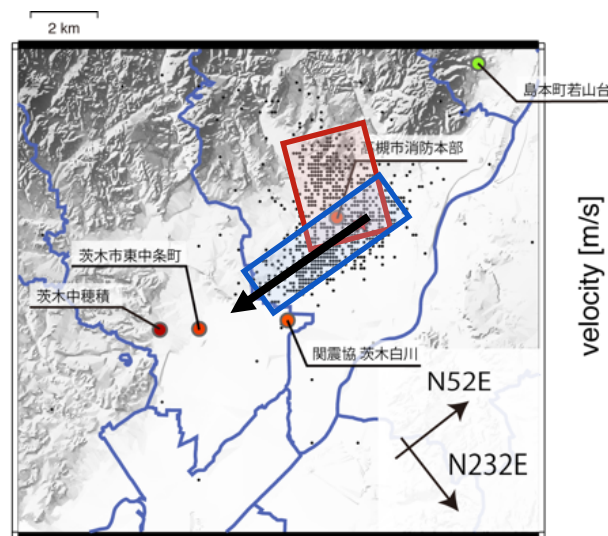 2 km
島本町若山台
高槻市消防本部
茨木市東中条町
茨木中穂積
関震協 茨木白川
N52E
N232E
velocity [m/s]